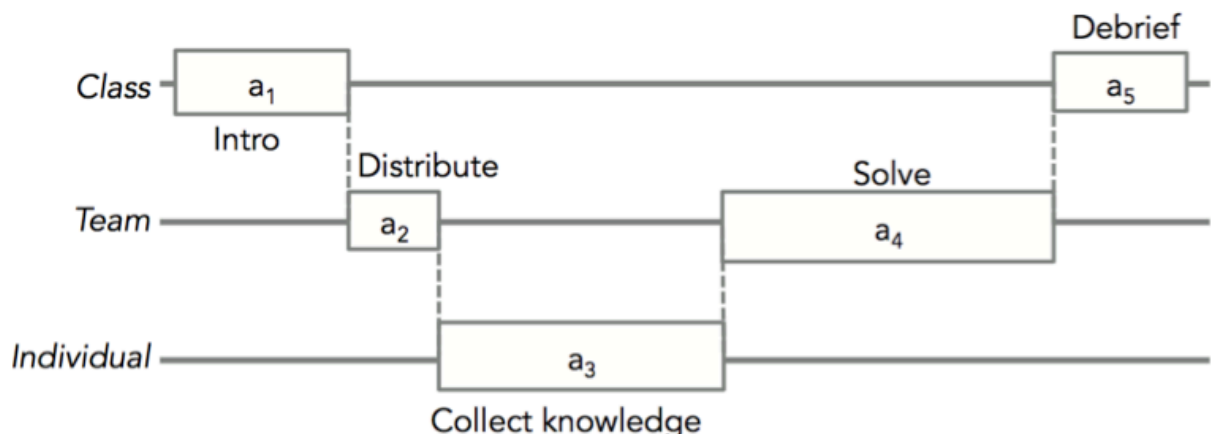 Debrief
Class
a₁
a₅
Intro
Distribute
Solve
Team
a₂
a₄
Individual
a₃
Collect knowledge